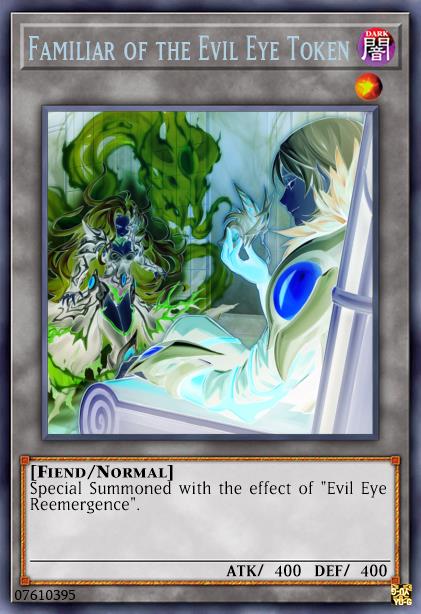 Familiar of the Evil Eye Token
DARK
闇
[Fiend/Normal]
Special Summoned with the effect of "Evil Eye
Reemergence".
ATK/ 400 DEF/ 400
07610395